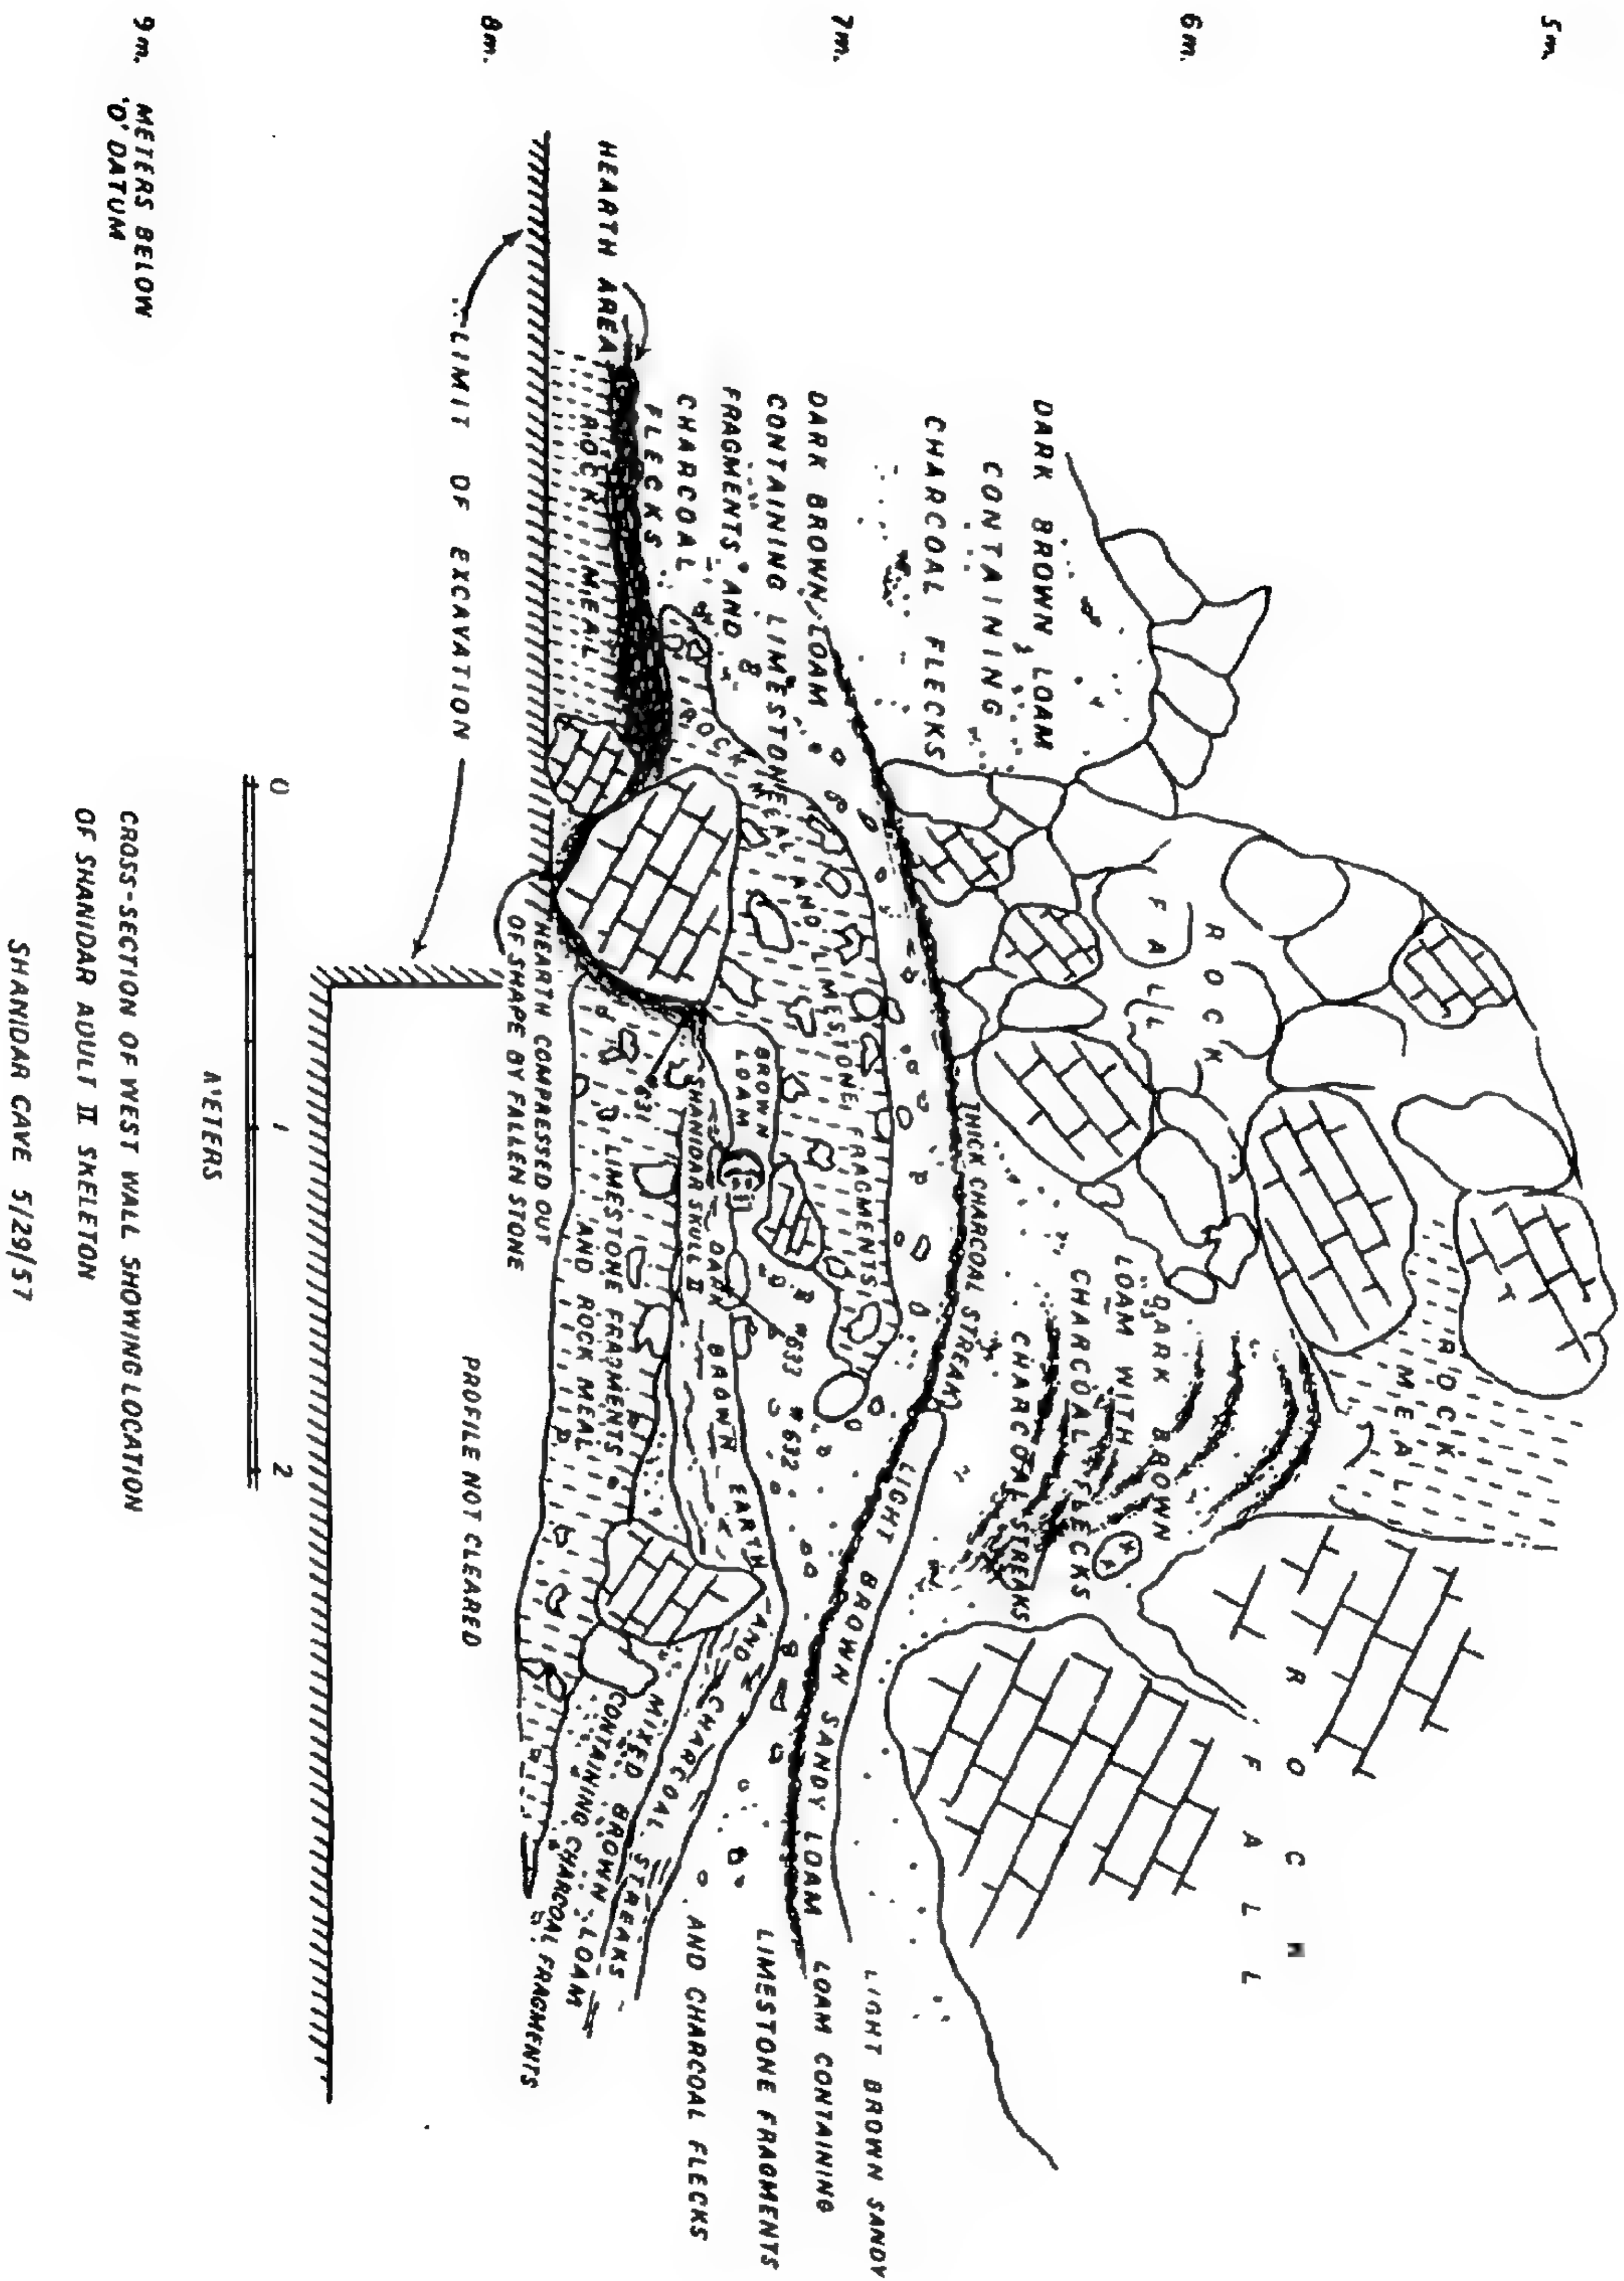 5m.
6m.
7m.
8m.
9m. METERS BELOW
'O' DATUM
ROCK
FALL
ROCK
MEAL
ROCK
FALL
DARK BROWN LOAM
CONTAINING
CHARCOAL FLECKS
DARK BROWN
LOAM WITH
CHARCOAL FLECKS
CHARCOAL STREAKS
THICK CHARCOAL STREAK
LIGHT BROWN SANDY LOAM
LIGHT BROWN SANDY
LOAM CONTAINING
LIMESTONE FRAGMENTS
AND CHARCOAL FLECKS
DARK BROWN LOAM
CONTAINING LIMESTONE
FRAGMENTS AND
CHARCOAL
FLECKS
ROCK MEAL AND LIMESTONE FRAGMENTS
BROWN
LOAM
#633 #632
#631
SHANIDAR SKULL II
DARK BROWN EARTH AND CHARCOAL STREAKS
HEARTH AREA
ROCK MEAL
LIMESTONE FRAGMENTS
AND ROCK MEAL
MIXED BROWN LOAM
CONTAINING CHARCOAL FRAGMENTS
HEARTH COMPRESSED OUT
OF SHAPE BY FALLEN STONE
LIMIT OF EXCAVATION
PROFILE NOT CLEARED
0 1 2
METERS
CROSS-SECTION OF WEST WALL SHOWING LOCATION
OF SHANIDAR ADULT II SKELETON
SHANIDAR CAVE 5/29/57